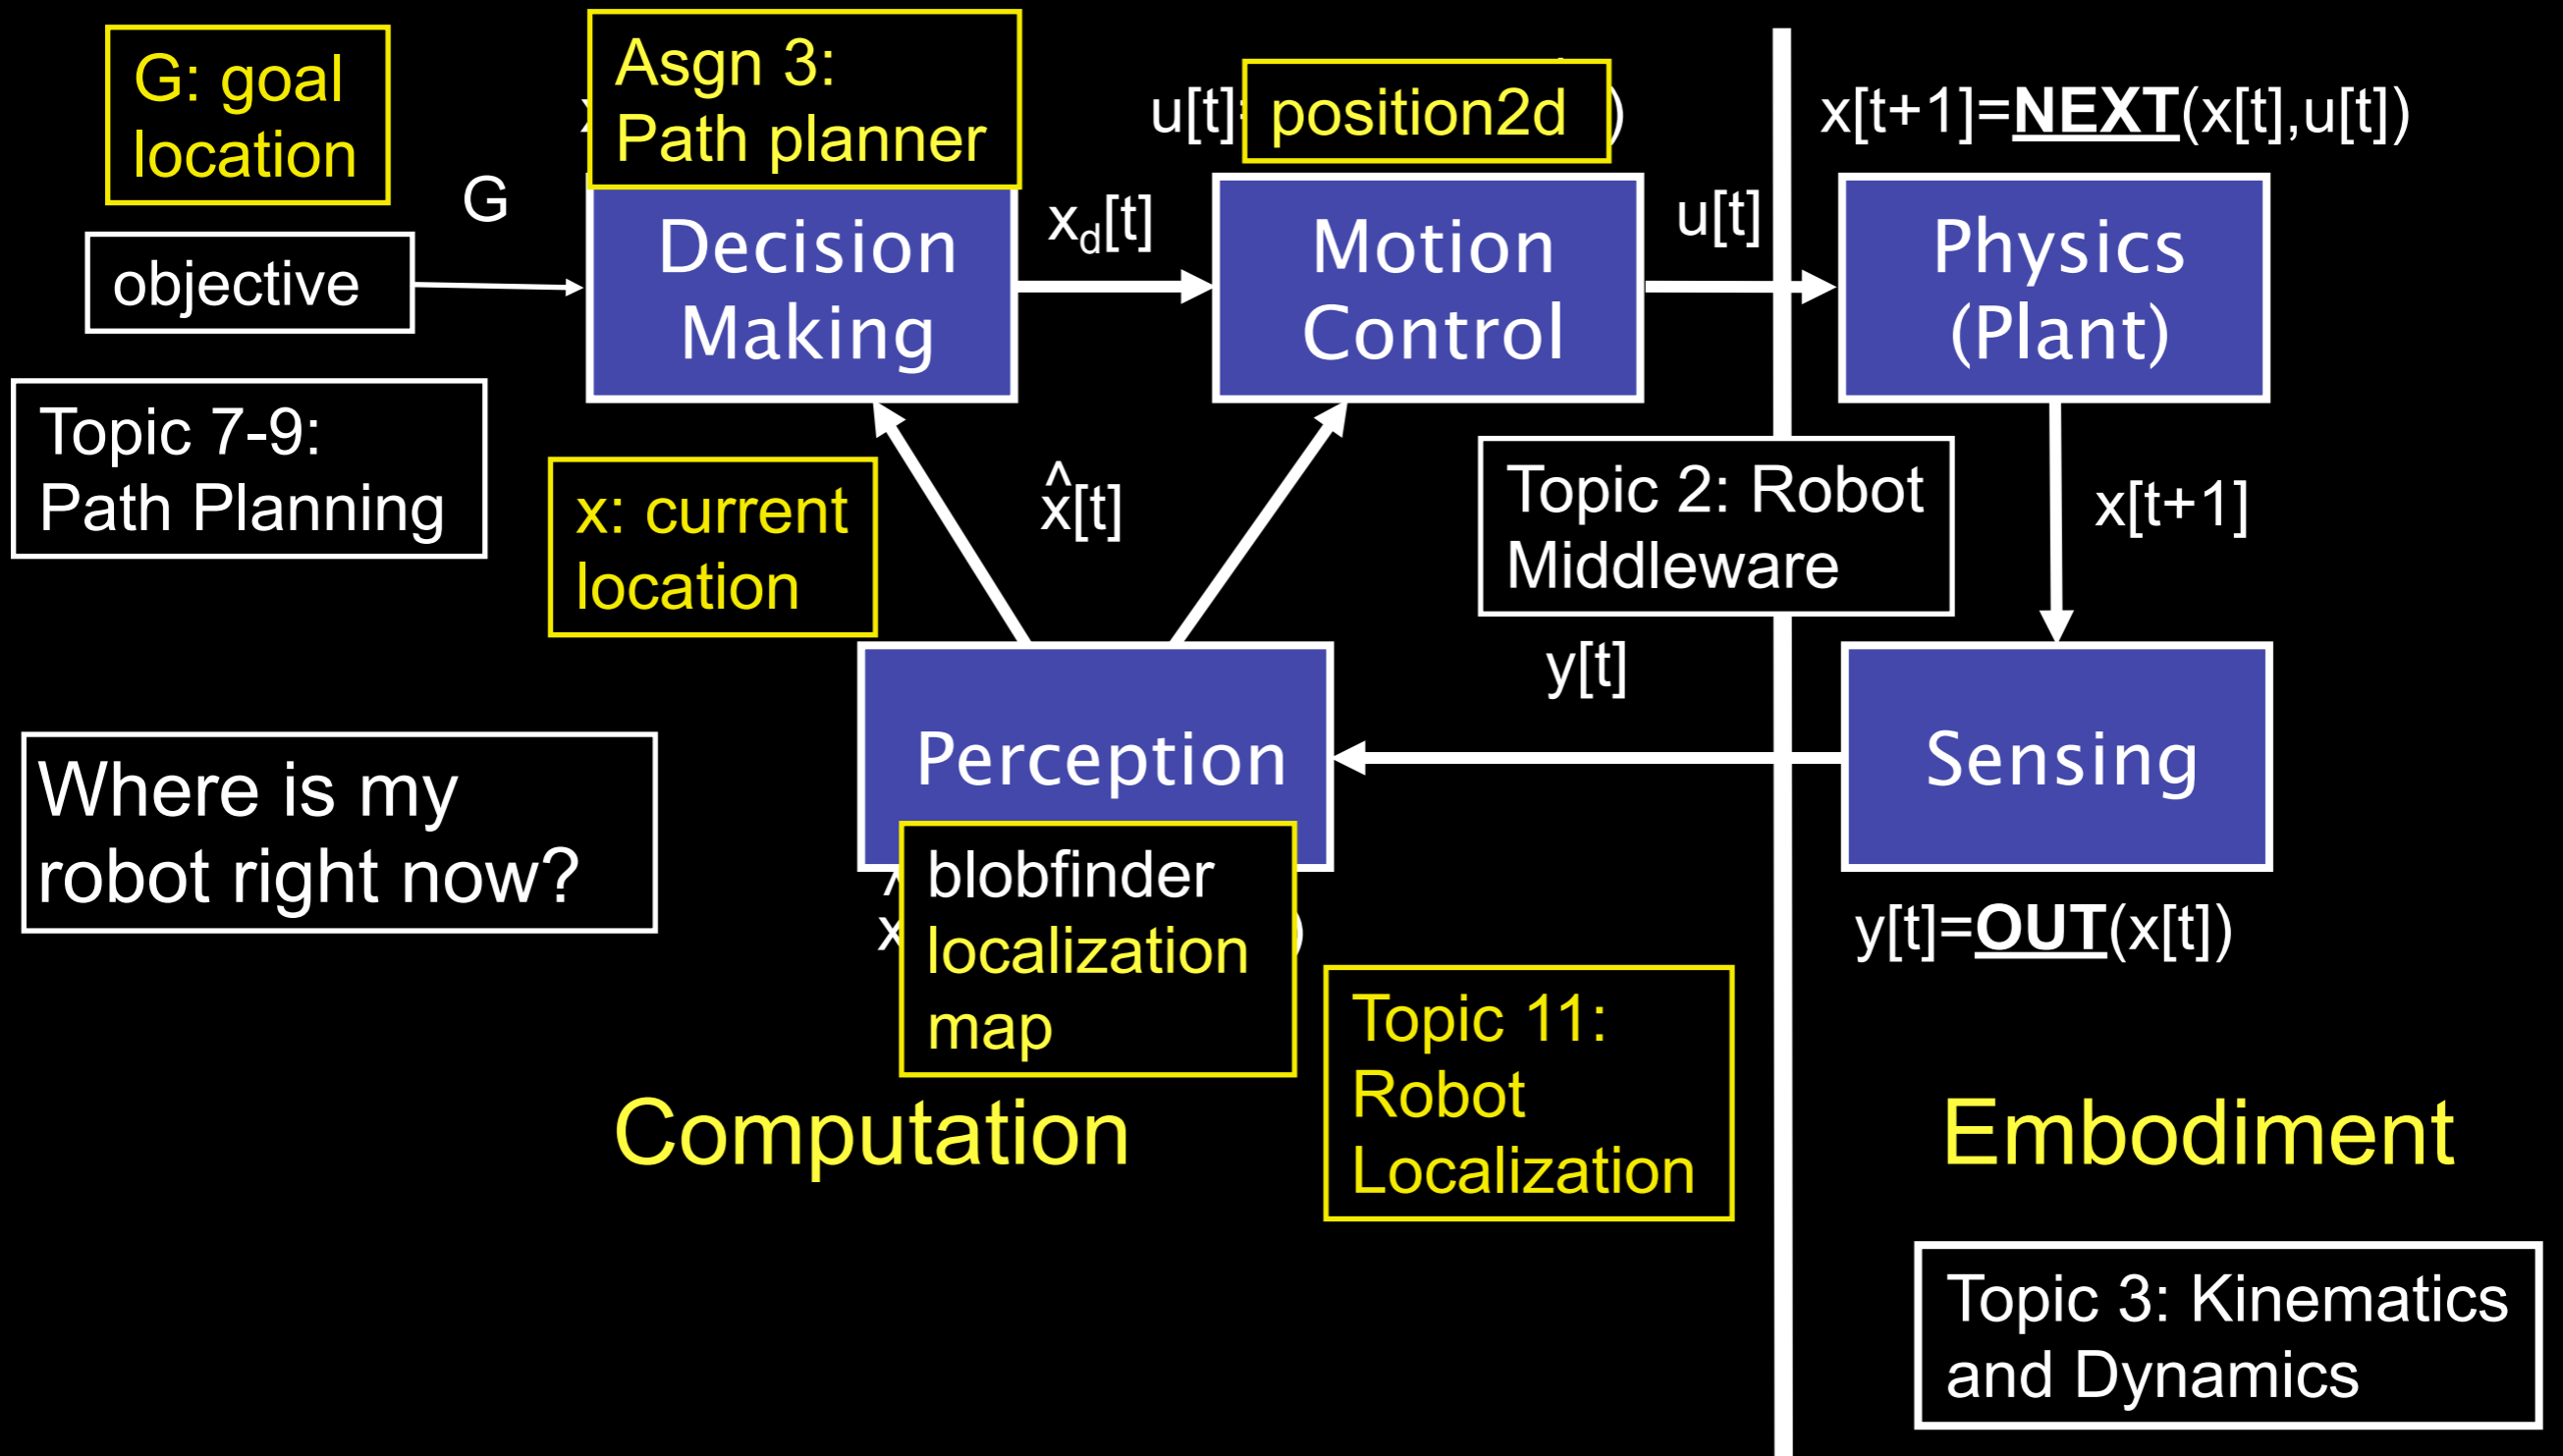 G: goal
location
Asgn 3:
Path planner
u[t]=
position2d
)
x[t+1]=NEXT(x[t],u[t])
G
objective
Decision
Making
xd[t]
Motion
Control
u[t]
Physics
(Plant)
Topic 7-9:
Path Planning
x: current
location
x̂[t]
Topic 2: Robot
Middleware
x[t+1]
y[t]
Where is my
robot right now?
Perception
Sensing
blobfinder
localization
map
x
)
y[t]=OUT(x[t])
Topic 11:
Robot
Localization
Computation
Embodiment
Topic 3: Kinematics
and Dynamics